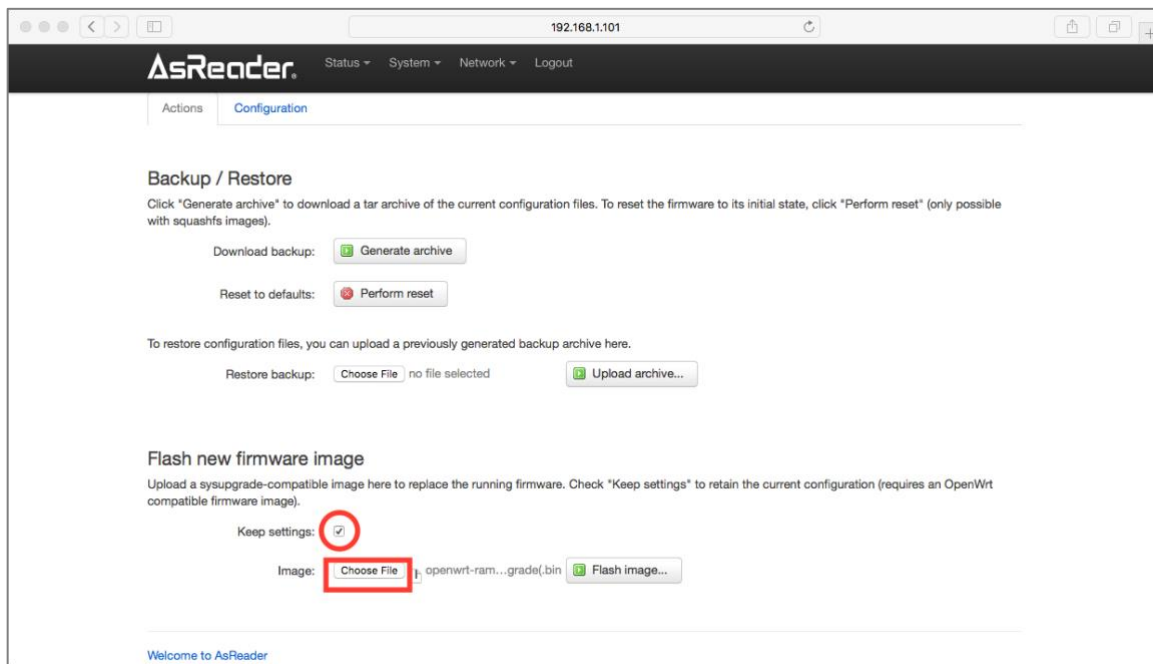 192.168.1.101
AsReader.
Status System Network Logout
Actions Configuration
Backup / Restore
Click "Generate archive" to download a tar archive of the current configuration files. To reset the firmware to its initial state, click "Perform reset" (only possible
with squashfs images).
Download backup: Generate archive
Reset to defaults: Perform reset
To restore configuration files, you can upload a previously generated backup archive here.
Restore backup: Choose File no file selected Upload archive...
Flash new firmware image
Upload a sysupgrade-compatible image here to replace the running firmware. Check "Keep settings" to retain the current configuration (requires an OpenWrt
compatible firmware image).
Keep settings:
Image: Choose File openwrt-ram...grade(.bin Flash image...
Welcome to AsReader